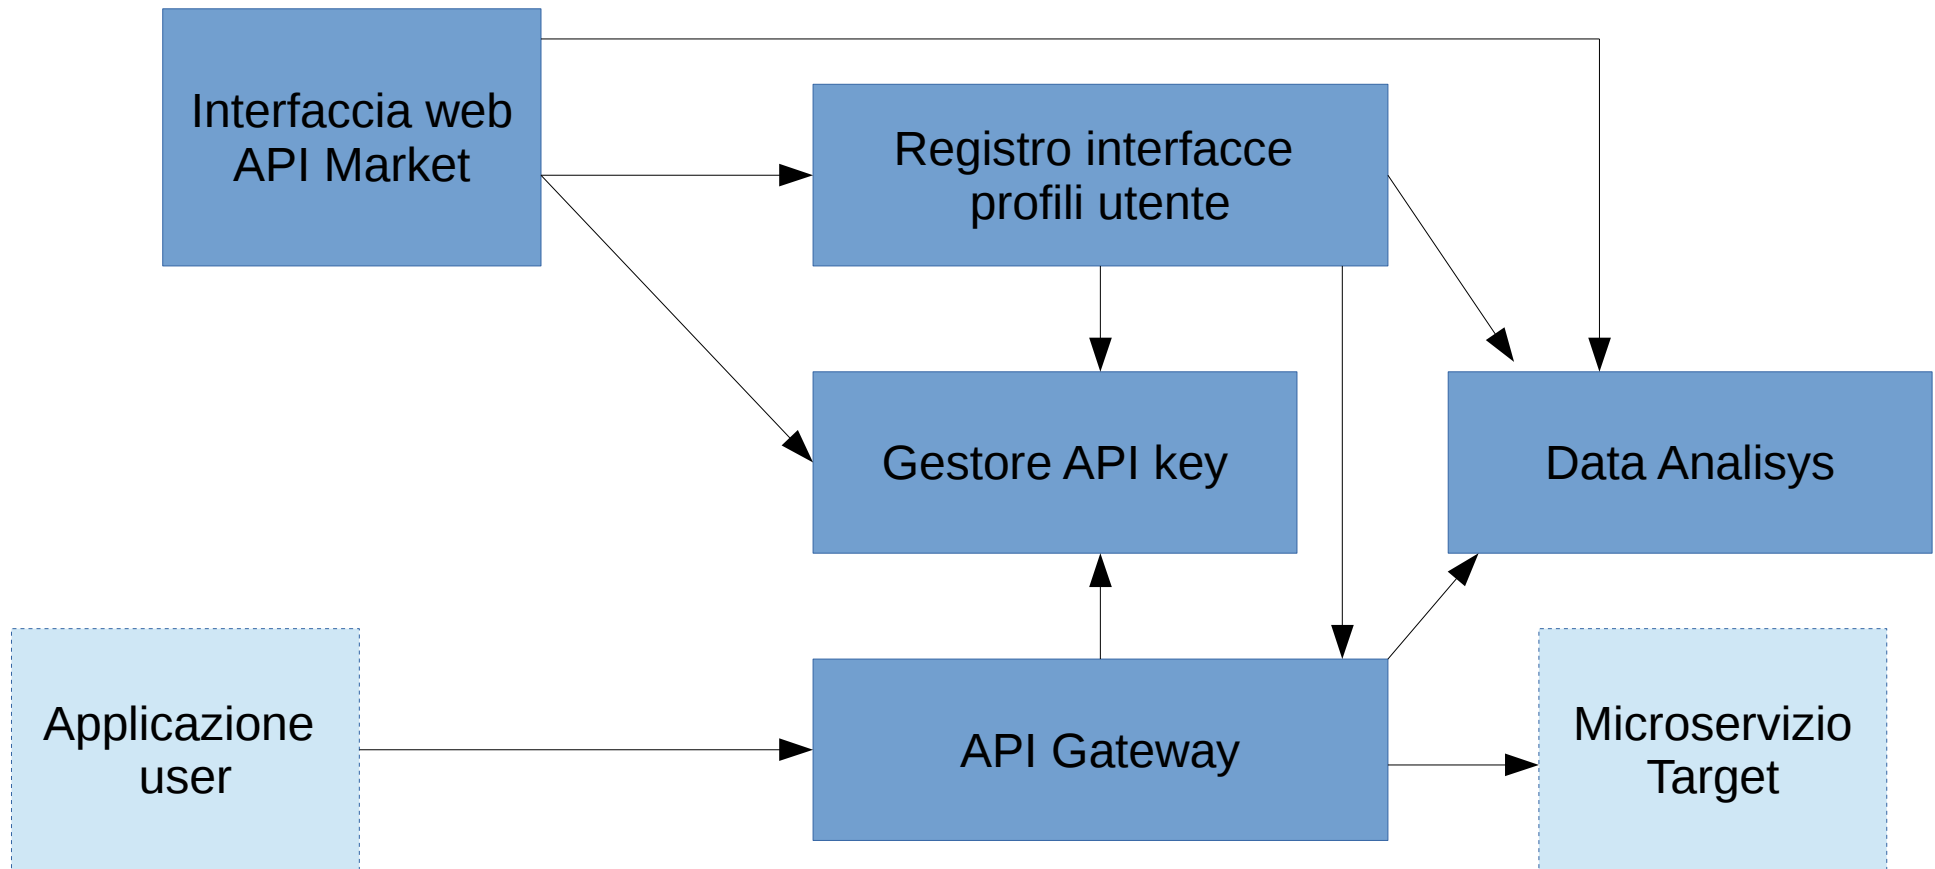 Interfaccia web
API Market
Registro interfacce
profili utente
Gestore API key
Data Analisys
Applicazione
user
API Gateway
Microservizio
Target